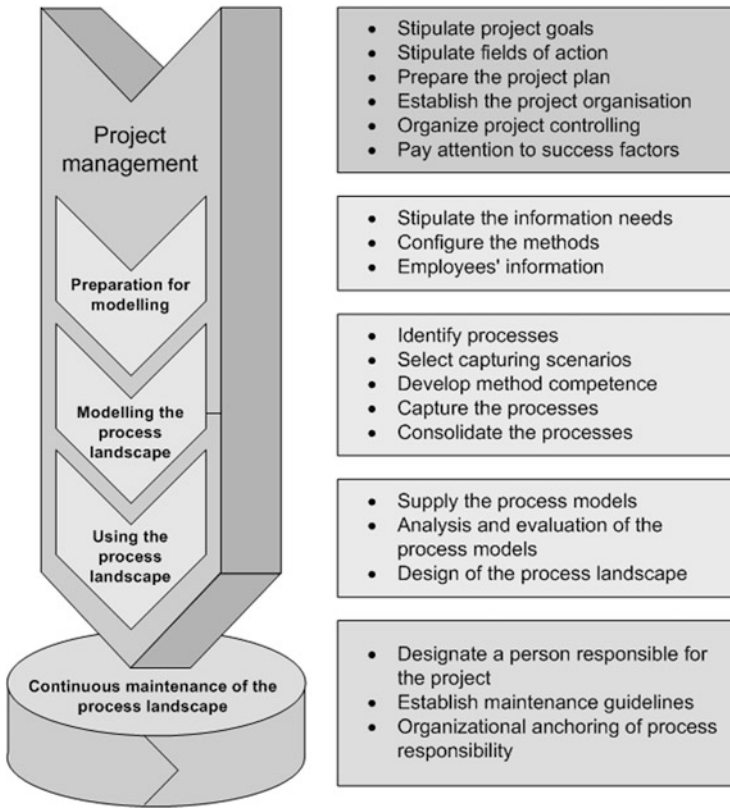 Project
management
• Stipulate project goals
• Stipulate fields of action
• Prepare the project plan
• Establish the project organisation
• Organize project controlling
• Pay attention to success factors
Preparation for
modelling
• Stipulate the information needs
• Configure the methods
• Employees' information
Modelling the
process
landscape
• Identify processes
• Select capturing scenarios
• Develop method competence
• Capture the processes
• Consolidate the processes
Using the
process
landscape
• Supply the process models
• Analysis and evaluation of the
process models
• Design of the process landscape
Continuous maintenance of the
process landscape
• Designate a person responsible for
the project
• Establish maintenance guidelines
• Organizational anchoring of process
responsibility